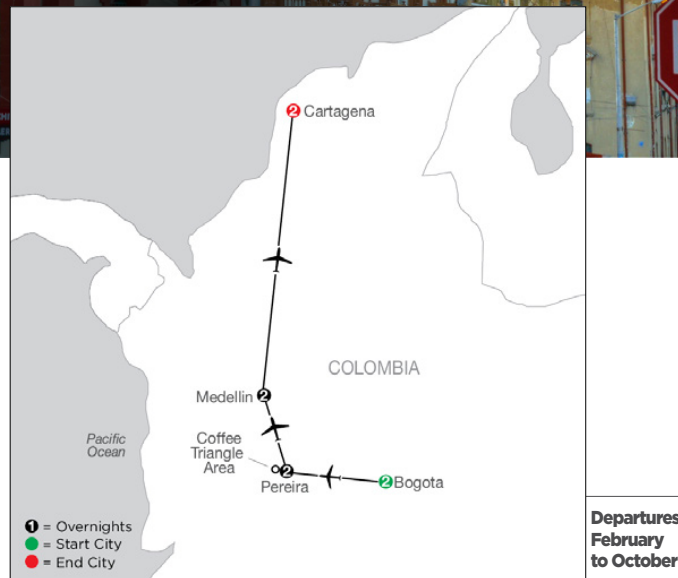 2 Cartagena
COLOMBIA
Medellin 2
Pacific
Ocean
Coffee
Triangle
Area
2
Pereira
2 Bogota
1 = Overnights
= Start City
= End City
Departures
February
to October